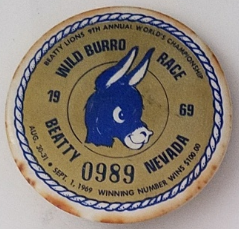 BEATTY LIONS 9TH ANNUAL WORLD'S CHAMPIONSHIP
WILD BURRO RACE
19 69
BEATTY NEVADA
0989
AUG. 30-31 • SEPT. 1, 1969 WINNING NUMBER WINS $100.00